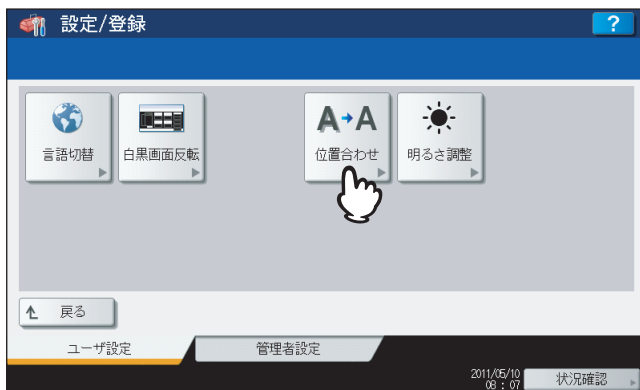 設定/登録
?
言語切替
白黒画面反転
A→A
位置合わせ
明るさ調整
戻る
ユーザ設定
管理者設定
2011/05/10
08 : 07
状況確認